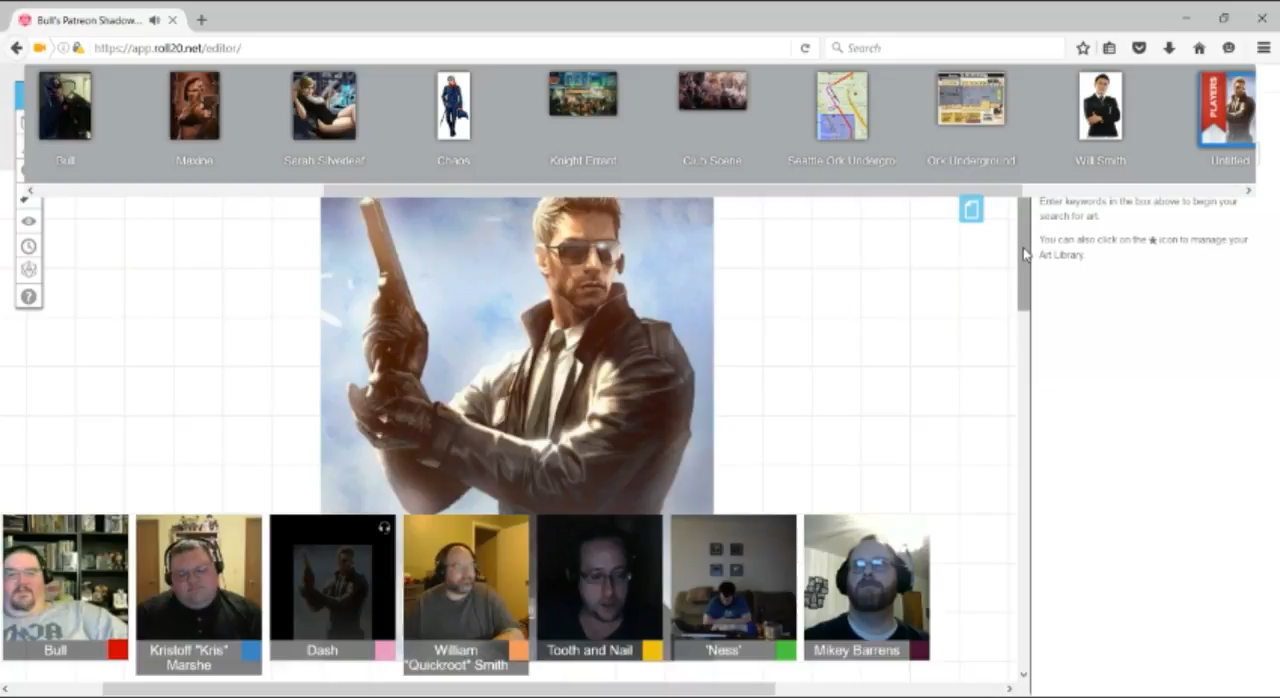 Bull's Patreon Shadow...
https://app.roll20.net/editor/
Search
Bull
Maxine
Sarah Silverleaf
Chaos
Knight Errant
Club Scene
Seattle Ork Undergro
Ork Underground
Will Smith
PLAYERS
Untitled
Enter keywords in the box above to begin your
search for art.
You can also click on the ★ icon to manage your
Art Library.
Bull
Kristoff "Kris"
Marshe
Dash
William
"Quickroot" Smith
Tooth and Nail
'Ness'
Mikey Barrens